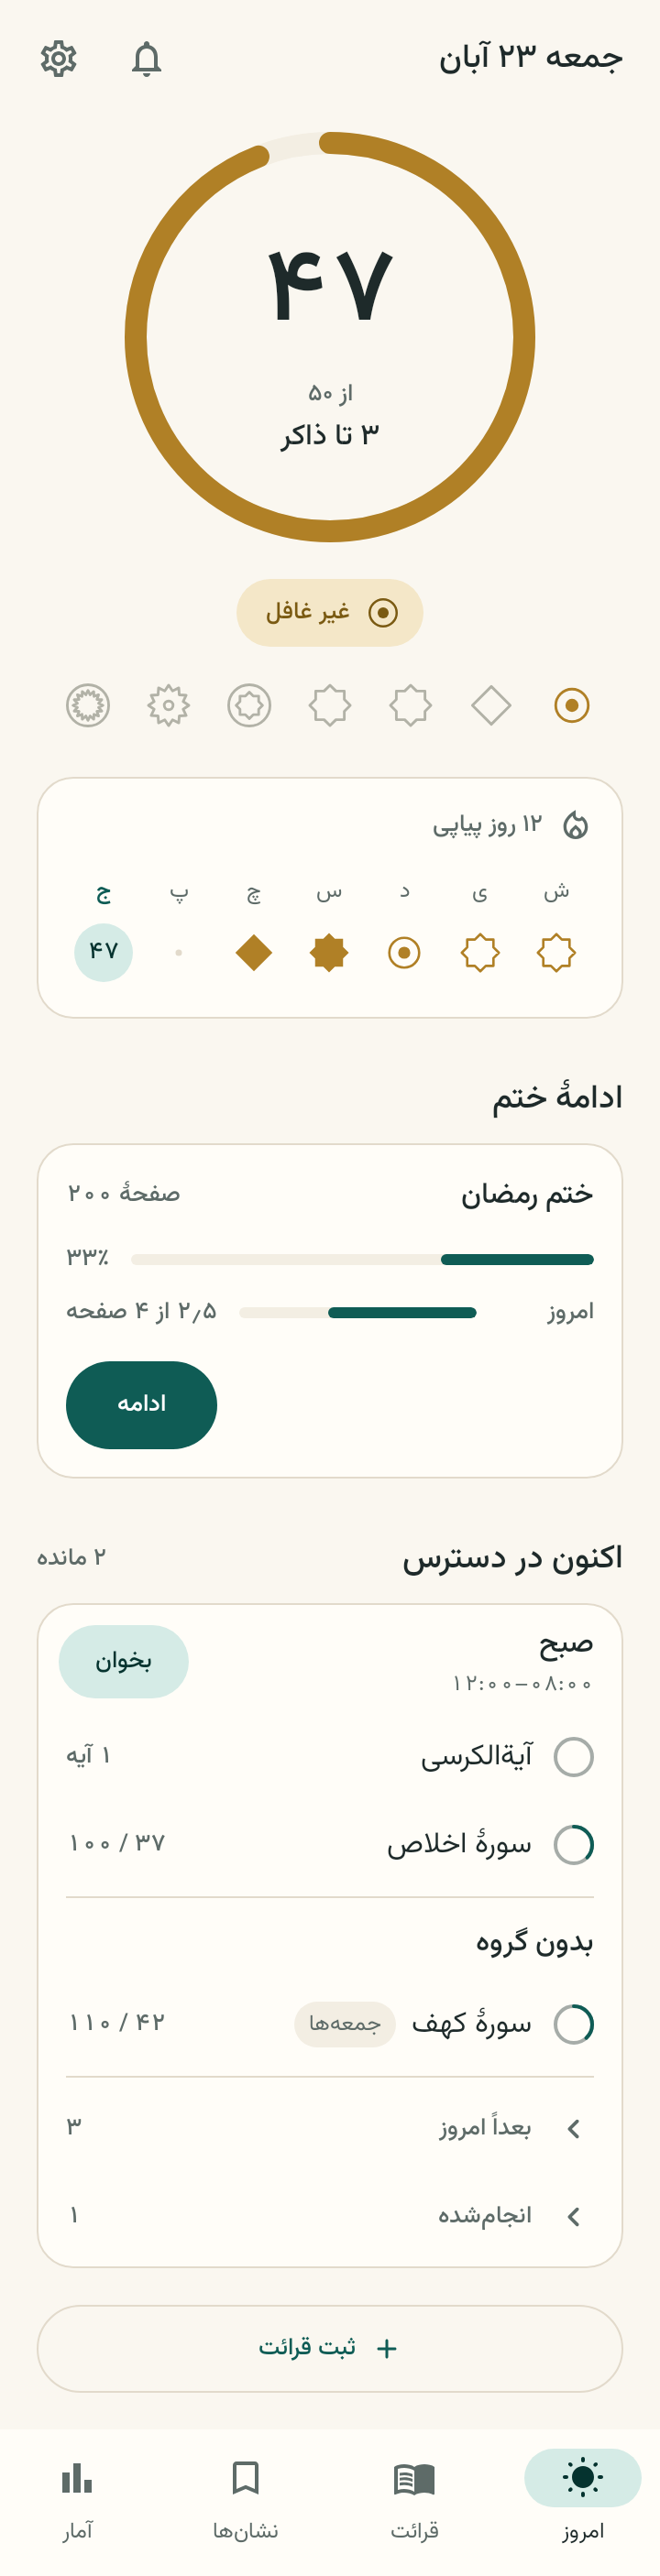 جمعه ۲۳ آبان
۴۷
از ۵۰
۳ تا ذاکر
غیر غافل
۱۲ روز پیاپی
ش ی د س چ پ ج
۴۷
ادامهٔ ختم
ختم رمضان صفحهٔ ۲۰۰
۳۳٪
امروز ۲٫۵ از ۴ صفحه
ادامه
اکنون در دسترس ۲ مانده
صبح بخوان
۰۸:۰۰–۱۲:۰۰
آیةالکرسی ۱ آیه
سورهٔ اخلاص ۳۷ / ۱۰۰
بدون گروه
سورهٔ کهف جمعه‌ها ۴۲ / ۱۱۰
بعداً امروز ۳
انجام‌شده ۱
ثبت قرائت
امروز قرائت نشان‌ها آمار